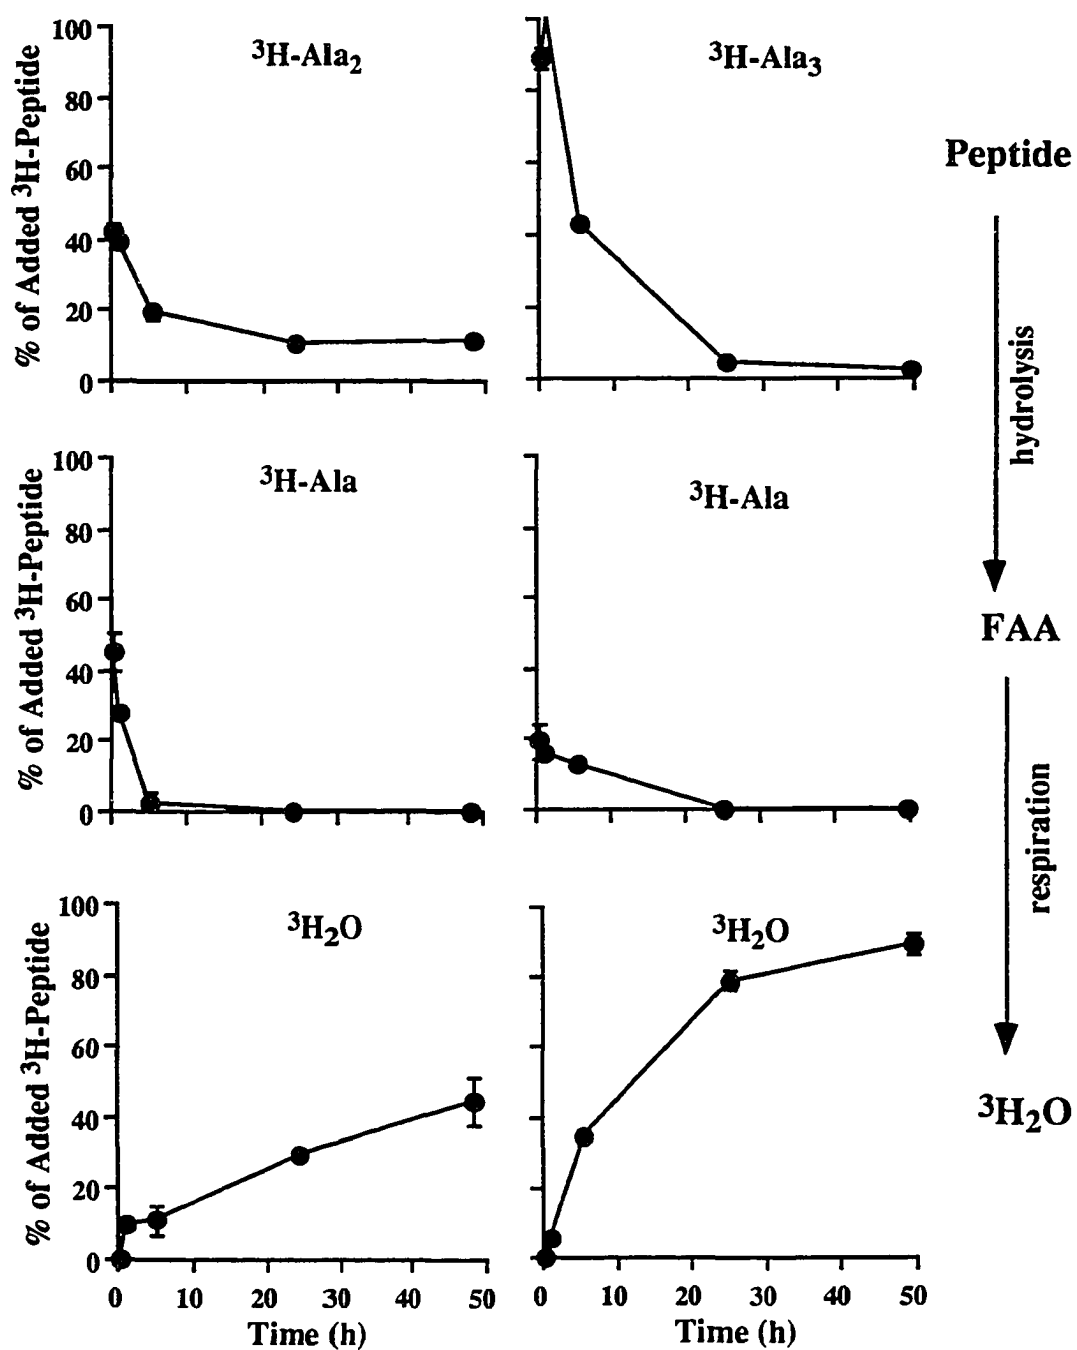 % of Added ³H-Peptide
100
80
60
40
20
0
³H-Ala₂
³H-Ala₃
Peptide
hydrolysis
% of Added ³H-Peptide
100
80
60
40
20
0
³H-Ala
³H-Ala
FAA
respiration
% of Added ³H-Peptide
100
80
60
40
20
0
³H₂O
³H₂O
³H₂O
0 10 20 30 40 50
Time (h)
0 10 20 30 40 50
Time (h)